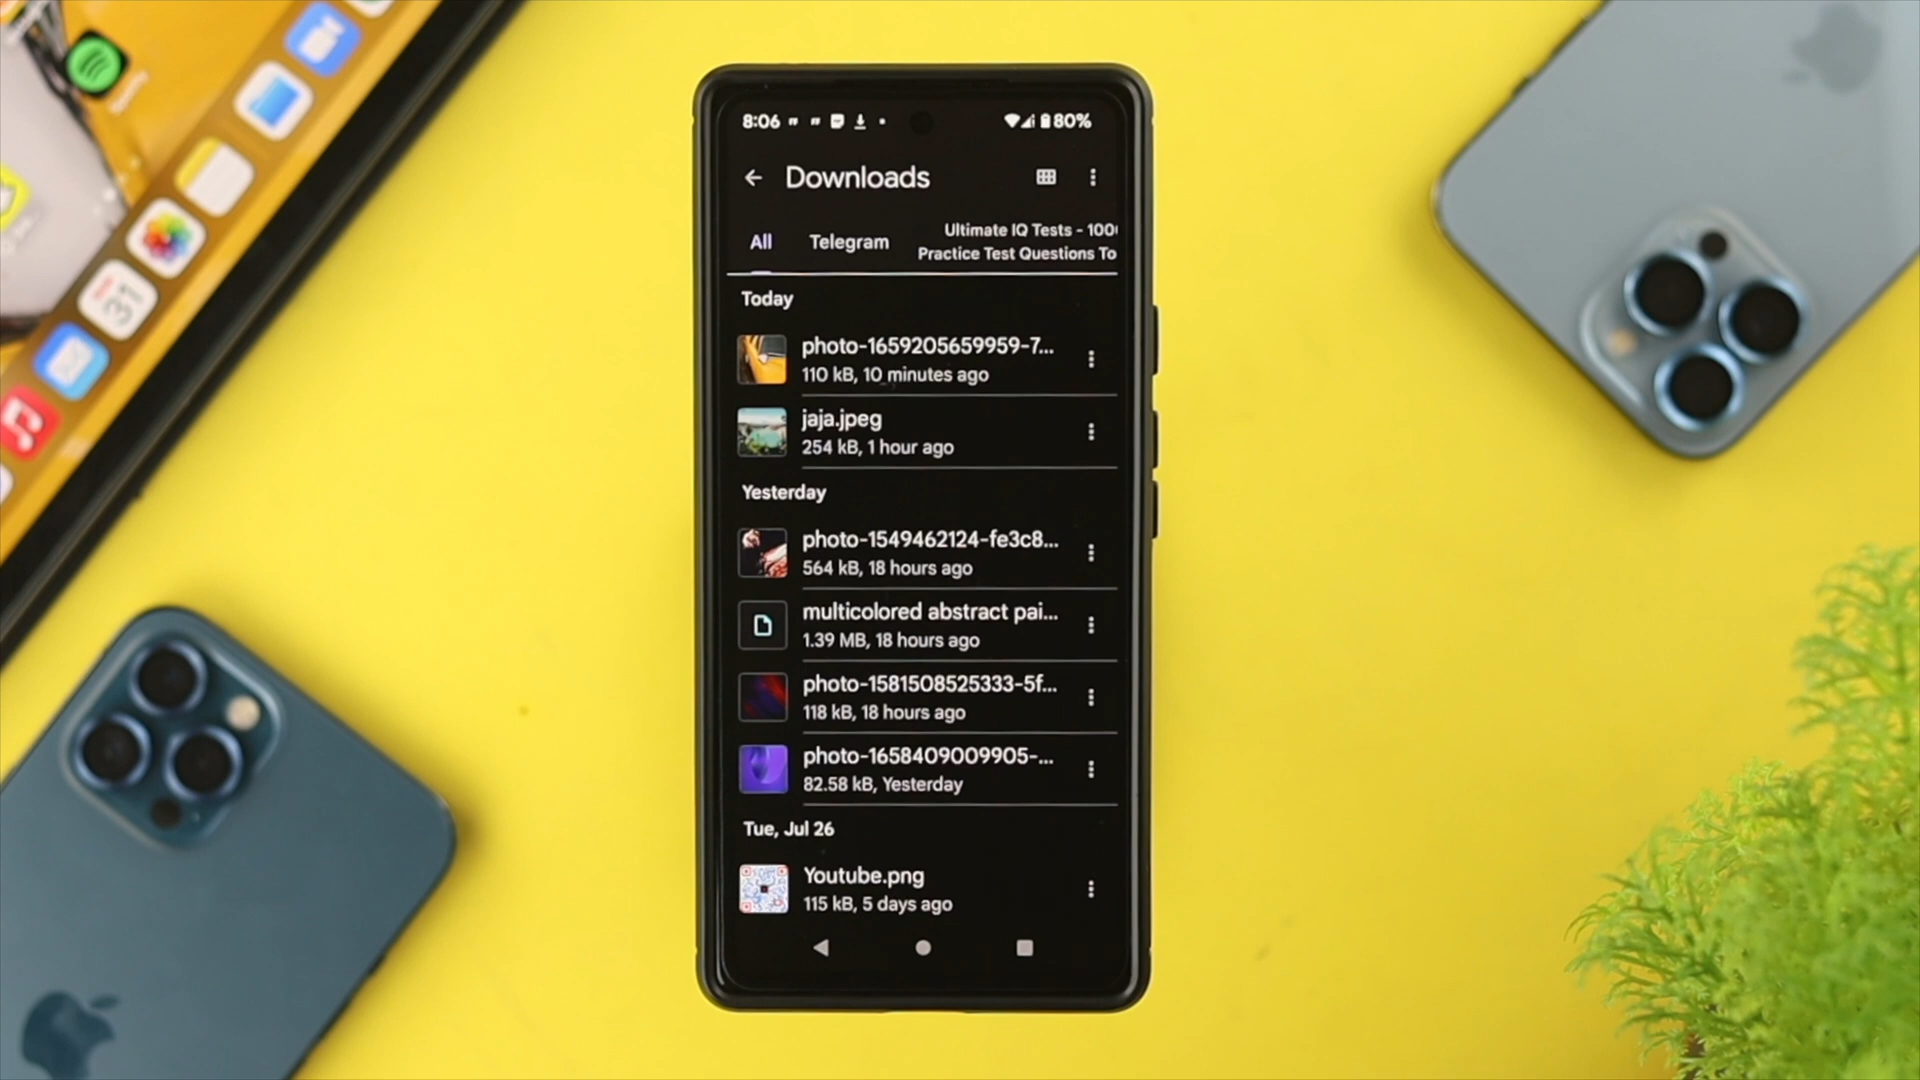 8:06
80%
Downloads
All
Telegram
Ultimate IQ Tests - 100
Practice Test Questions To
Today
photo-1659205659959-7...
110 kB, 10 minutes ago
jaja.jpeg
254 kB, 1 hour ago
Yesterday
photo-1549462124-fe3c8...
564 kB, 18 hours ago
multicolored abstract pai...
1.39 MB, 18 hours ago
photo-1581508525333-5f...
118 kB, 18 hours ago
photo-1658409009905-...
82.58 kB, Yesterday
Tue, Jul 26
Youtube.png
115 kB, 5 days ago
31